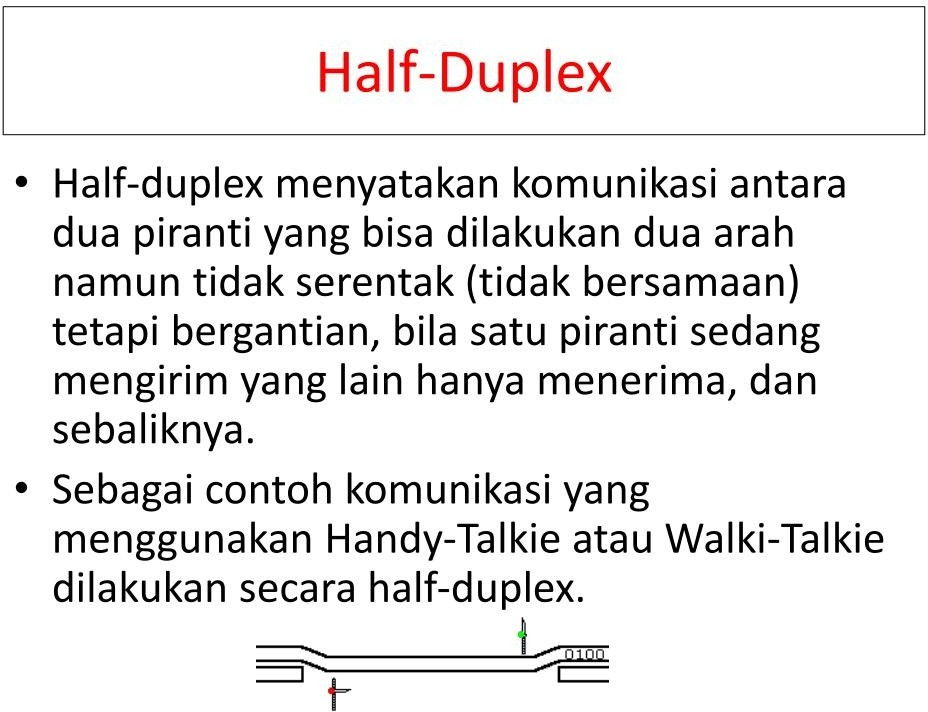 Half-Duplex
• Half-duplex menyatakan komunikasi antara
dua piranti yang bisa dilakukan dua arah
namun tidak serentak (tidak bersamaan)
tetapi bergantian, bila satu piranti sedang
mengirim yang lain hanya menerima, dan
sebaliknya.
• Sebagai contoh komunikasi yang
menggunakan Handy-Talkie atau Walki-Talkie
dilakukan secara half-duplex.
0100